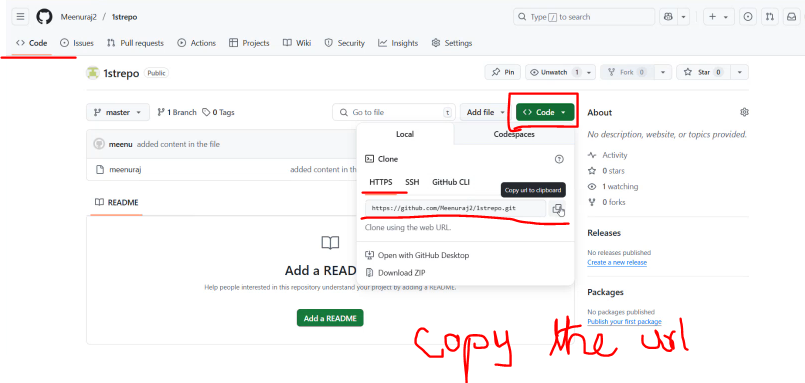 Meenuraj2 / 1strepo
Type / to search
Code Issues Pull requests Actions Projects Wiki Security Insights Settings
1strepo Public
Pin Unwatch 1 Fork 0 Star 0
master 1 Branch 0 Tags
Go to file t
Add file Code
About
No description, website, or topics provided.
Activity
0 stars
1 watching
0 forks
Releases
No releases published
Create a new release
Packages
No packages published
Publish your first package
meenu added content in the file
meenuraj added content in the
Local Codespaces
Clone
HTTPS SSH GitHub CLI
Copy url to clipboard
https://github.com/Meenuraj2/1strepo.git
Clone using the web URL.
Open with GitHub Desktop
Download ZIP
README
Add a READ
Help people interested in this repository understand your project by adding a README.
Add a README
copy the url